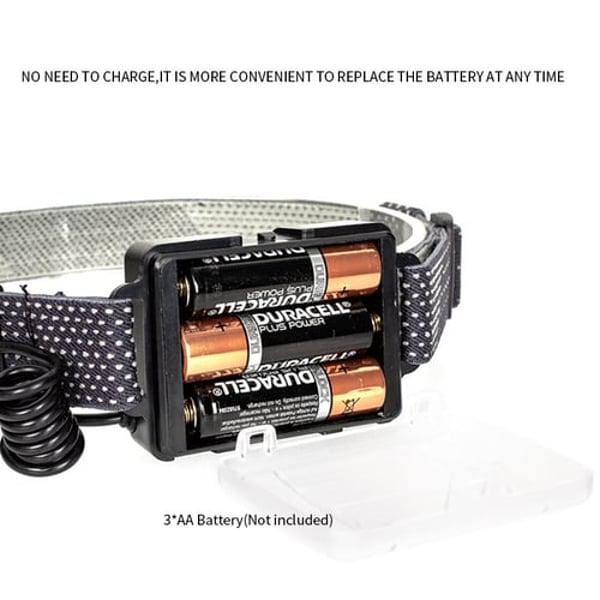 NO NEED TO CHARGE,IT IS MORE CONVENIENT TO REPLACE THE BATTERY AT ANY TIME
DURACELL®
PLUS POWER
DURACELL®
PLUS POWER
DURACELL
DURACELL®
3*AA Battery(Not included)